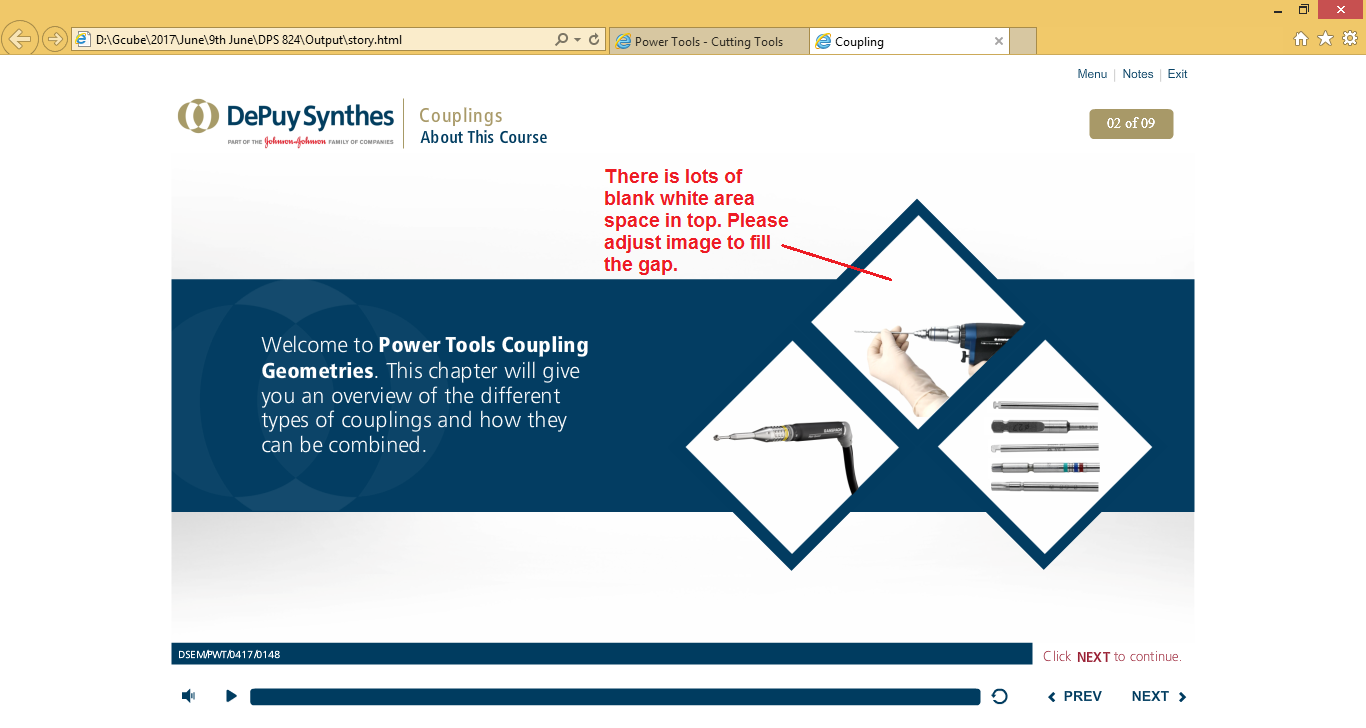 D:\Gcube\2017\June\9th June\DPS 824\Output\story.html
Power Tools - Cutting Tools
Coupling
Menu | Notes | Exit
DePuy Synthes
PART OF THE Johnson & Johnson FAMILY OF COMPANIES
Couplings
About This Course
02 of 09
There is lots of
blank white area
space in top. Please
adjust image to fill
the gap.
Welcome to Power Tools Coupling
Geometries. This chapter will give
you an overview of the different
types of couplings and how they
can be combined.
DSEM/PWT/0417/0148
Click NEXT to continue.
PREV
NEXT